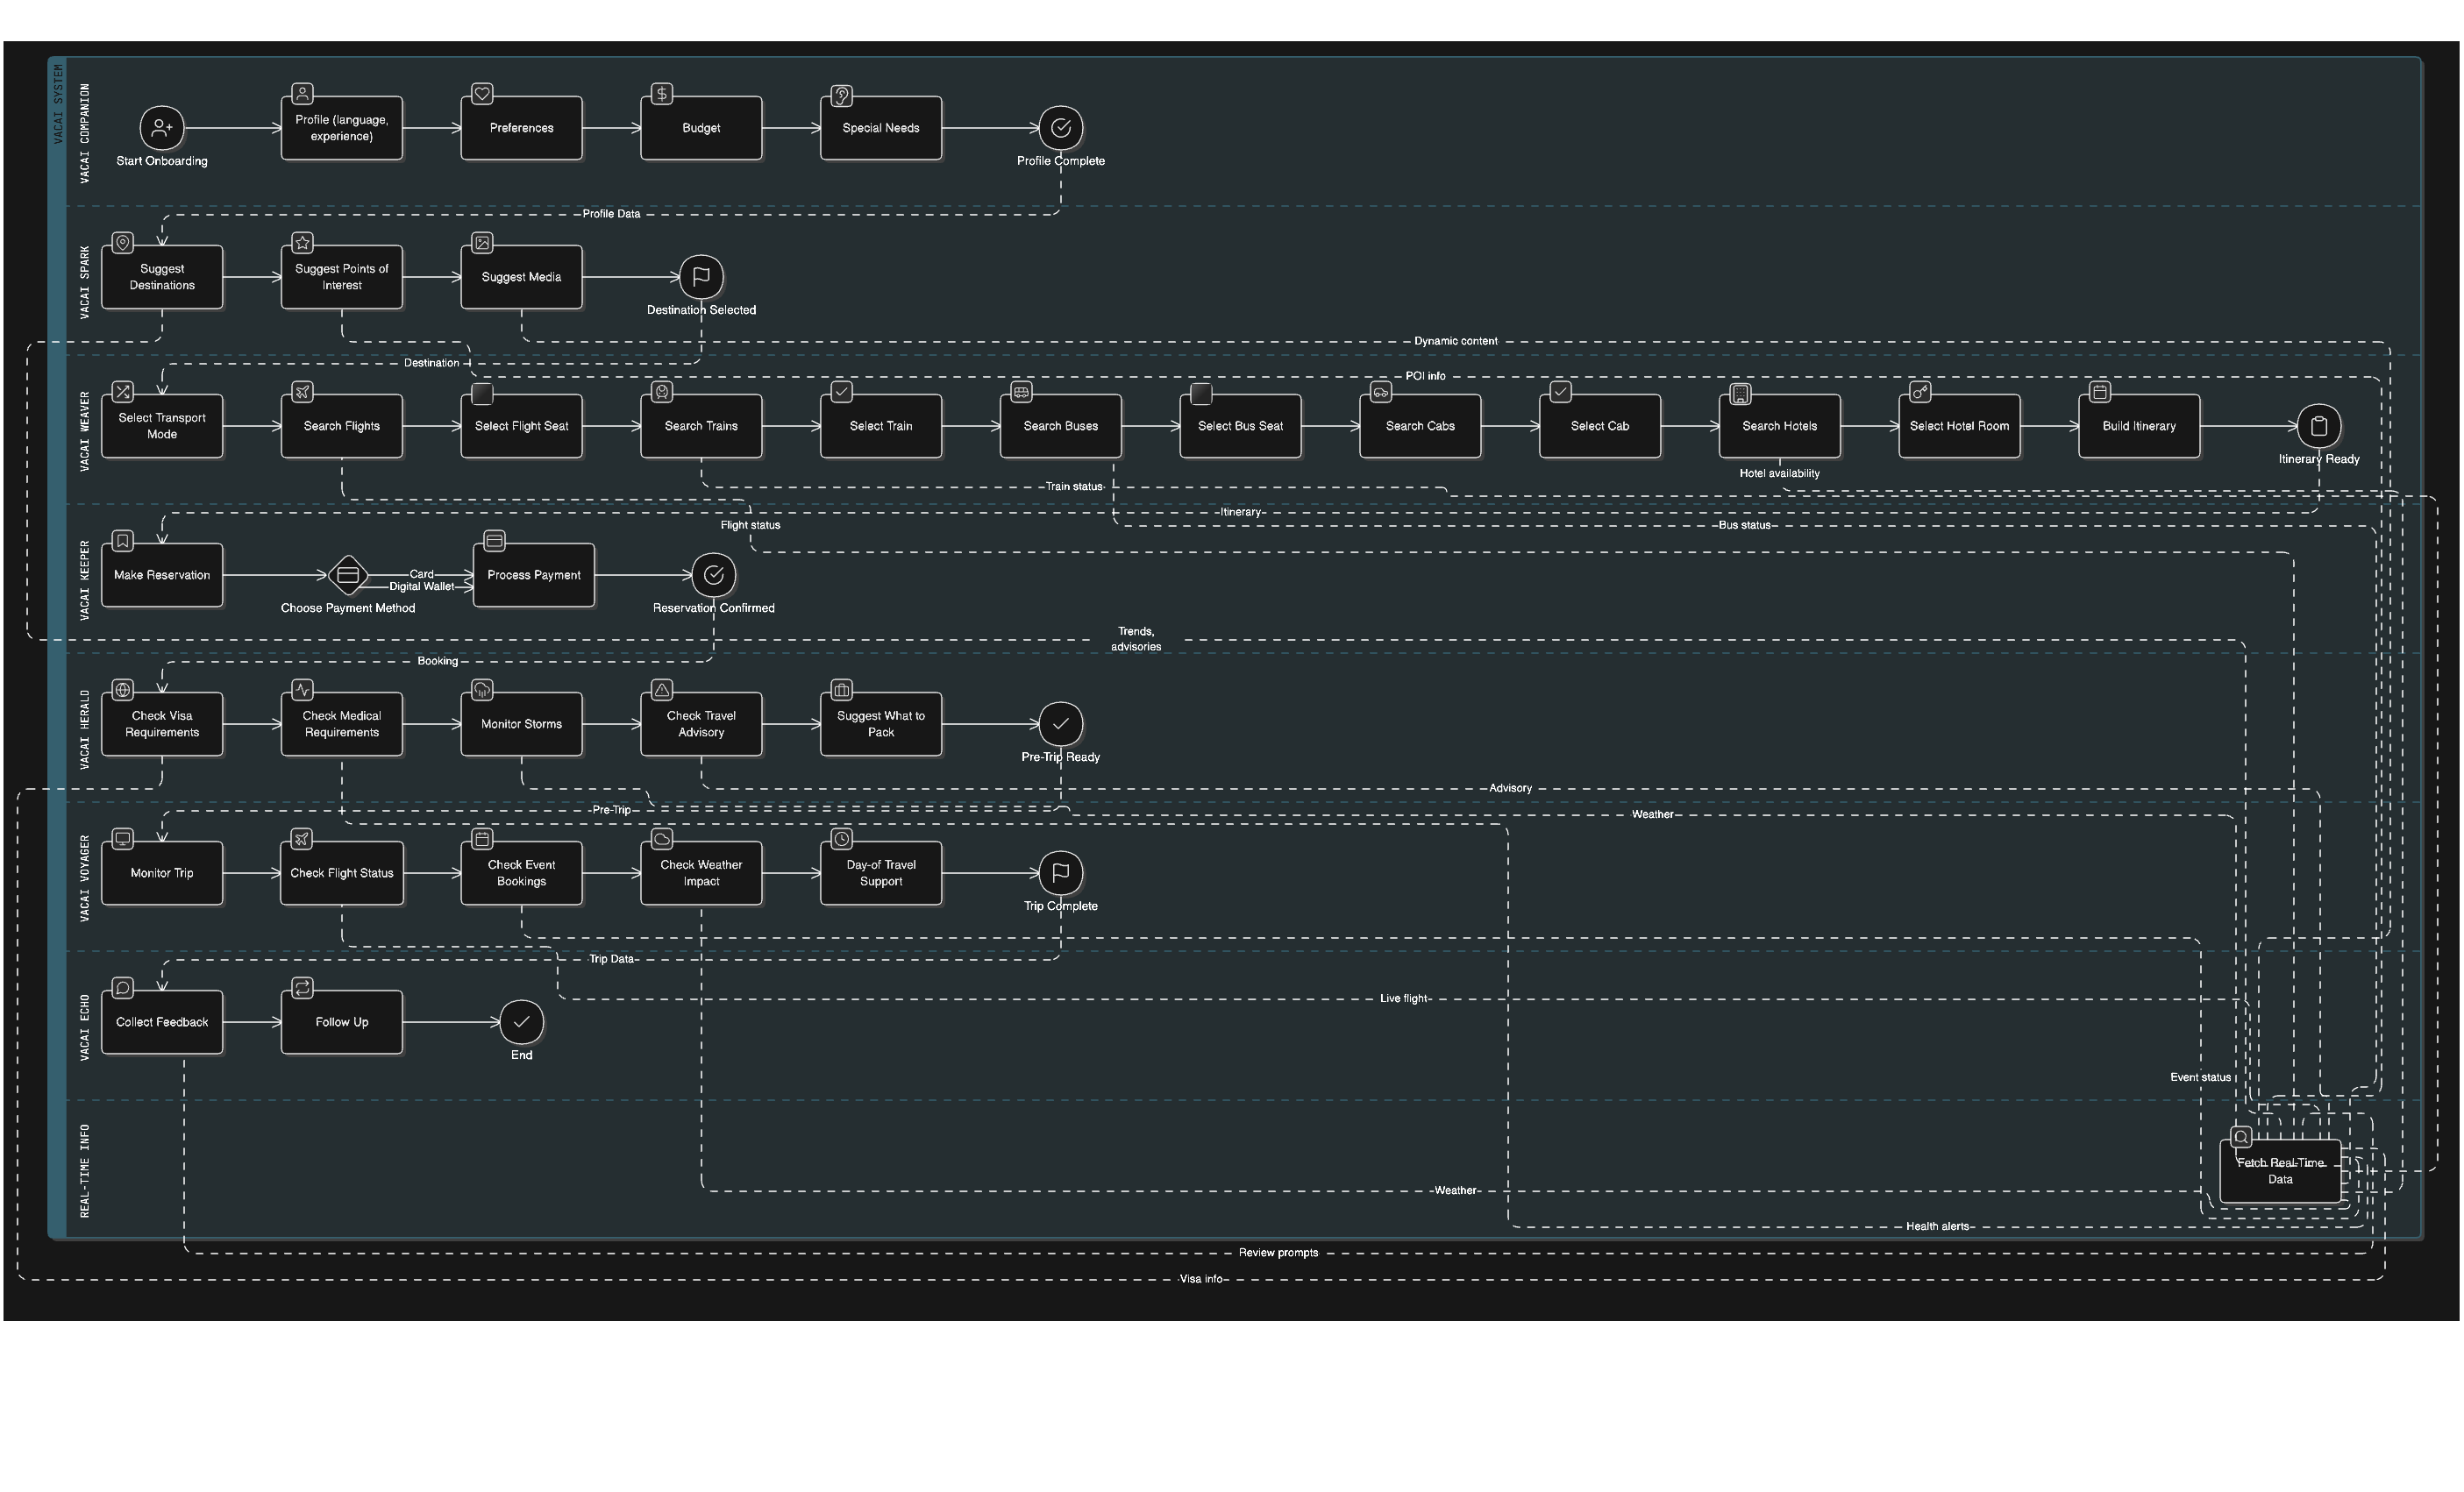 VACAI SYSTEM
VACAI COMPANION
Start Onboarding
Profile (language,
experience)
Preferences
Budget
Special Needs
Profile Complete
Profile Data
VACAI SPARK
Suggest
Destinations
Suggest Points of
Interest
Suggest Media
Destination Selected
Dynamic content
Destination
POI info
VACAI WEAVER
Select Transport
Mode
Search Flights
Select Flight Seat
Search Trains
Select Train
Search Buses
Select Bus Seat
Search Cabs
Select Cab
Search Hotels
Select Hotel Room
Build Itinerary
Itinerary Ready
Hotel availability
Train status
Itinerary
Flight status
Bus status
VACAI KEEPER
Make Reservation
Choose Payment Method
Card
Digital Wallet
Process Payment
Reservation Confirmed
Trends,
advisories
Booking
VACAI HERALD
Check Visa
Requirements
Check Medical
Requirements
Monitor Storms
Check Travel
Advisory
Suggest What to
Pack
Pre-Trip Ready
Advisory
Pre-Trip
Weather
VACAI VOYAGER
Monitor Trip
Check Flight Status
Check Event
Bookings
Check Weather
Impact
Day-of Travel
Support
Trip Complete
Trip Data
Live flight
VACAI ECHO
Collect Feedback
Follow Up
End
Event status
REAL-TIME INFO
Fetch Real-Time
Data
Weather
Health alerts
Review prompts
Visa info